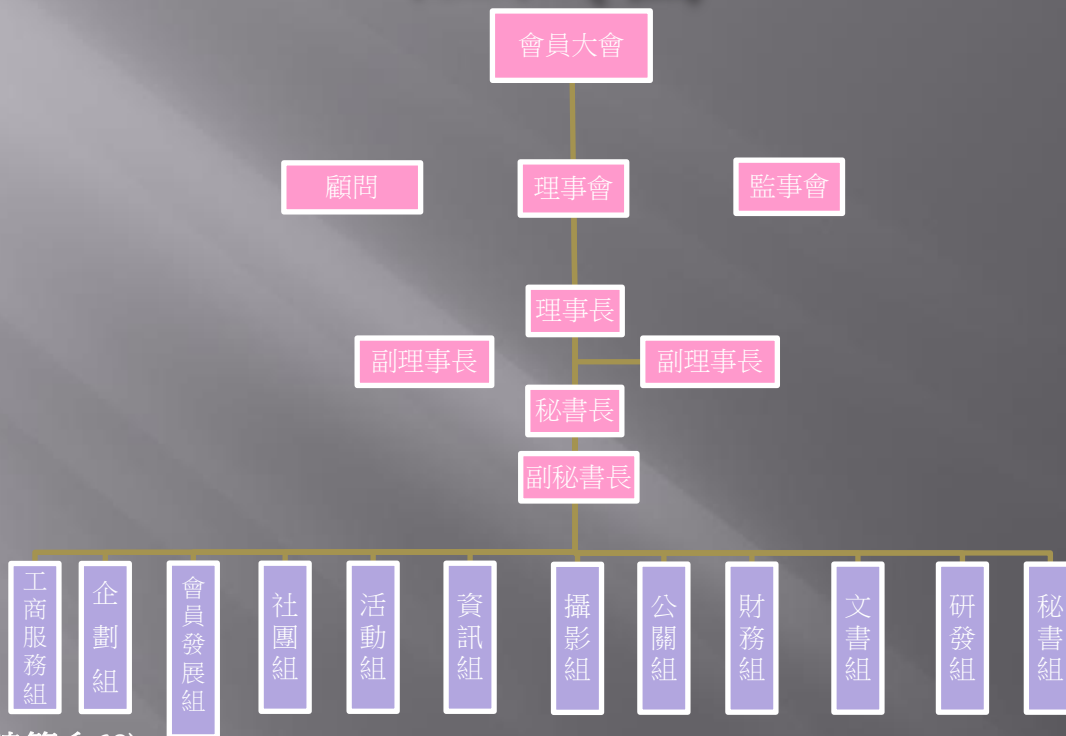 會員大會
顧問
理事會
監事會
理事長
副理事長
副理事長
秘書長
副秘書長
工商服務組
企劃組
會員發展組
社團組
活動組
資訊組
攝影組
公關組
財務組
文書組
研發組
秘書組